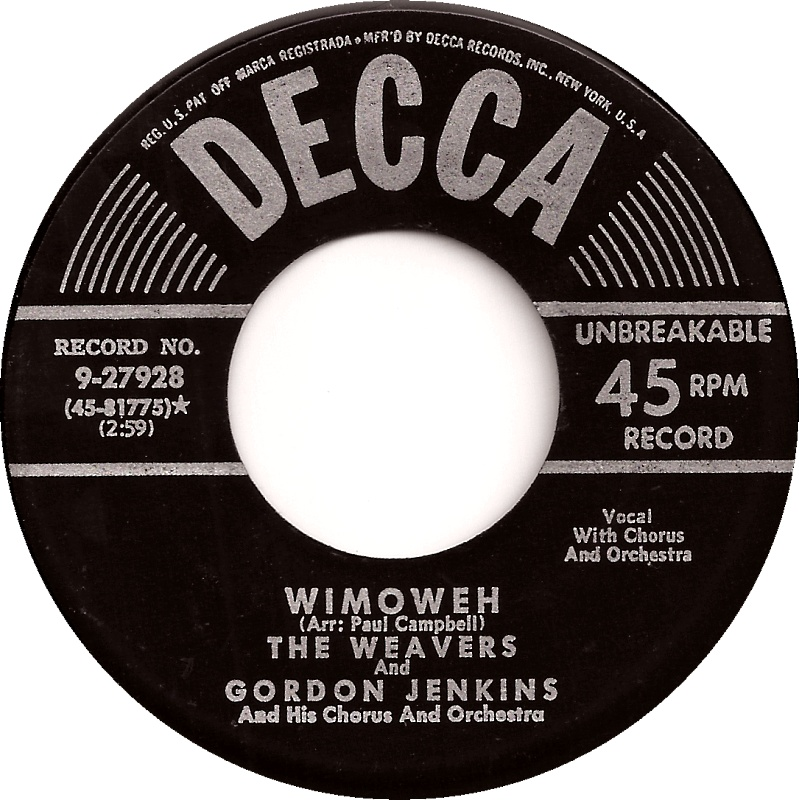 REG. U.S. PAT OFF MARCA REGISTRADA • MFR'D BY DECCA RECORDS, INC., NEW YORK, U.S.A
DECCA
RECORD NO.
9-27928
(45-81775)★
(2:59)
UNBREAKABLE
45 RPM
RECORD
Vocal
With Chorus
And Orchestra
WIMOWEH
(Arr: Paul Campbell)
THE WEAVERS
And
GORDON JENKINS
And His Chorus And Orchestra